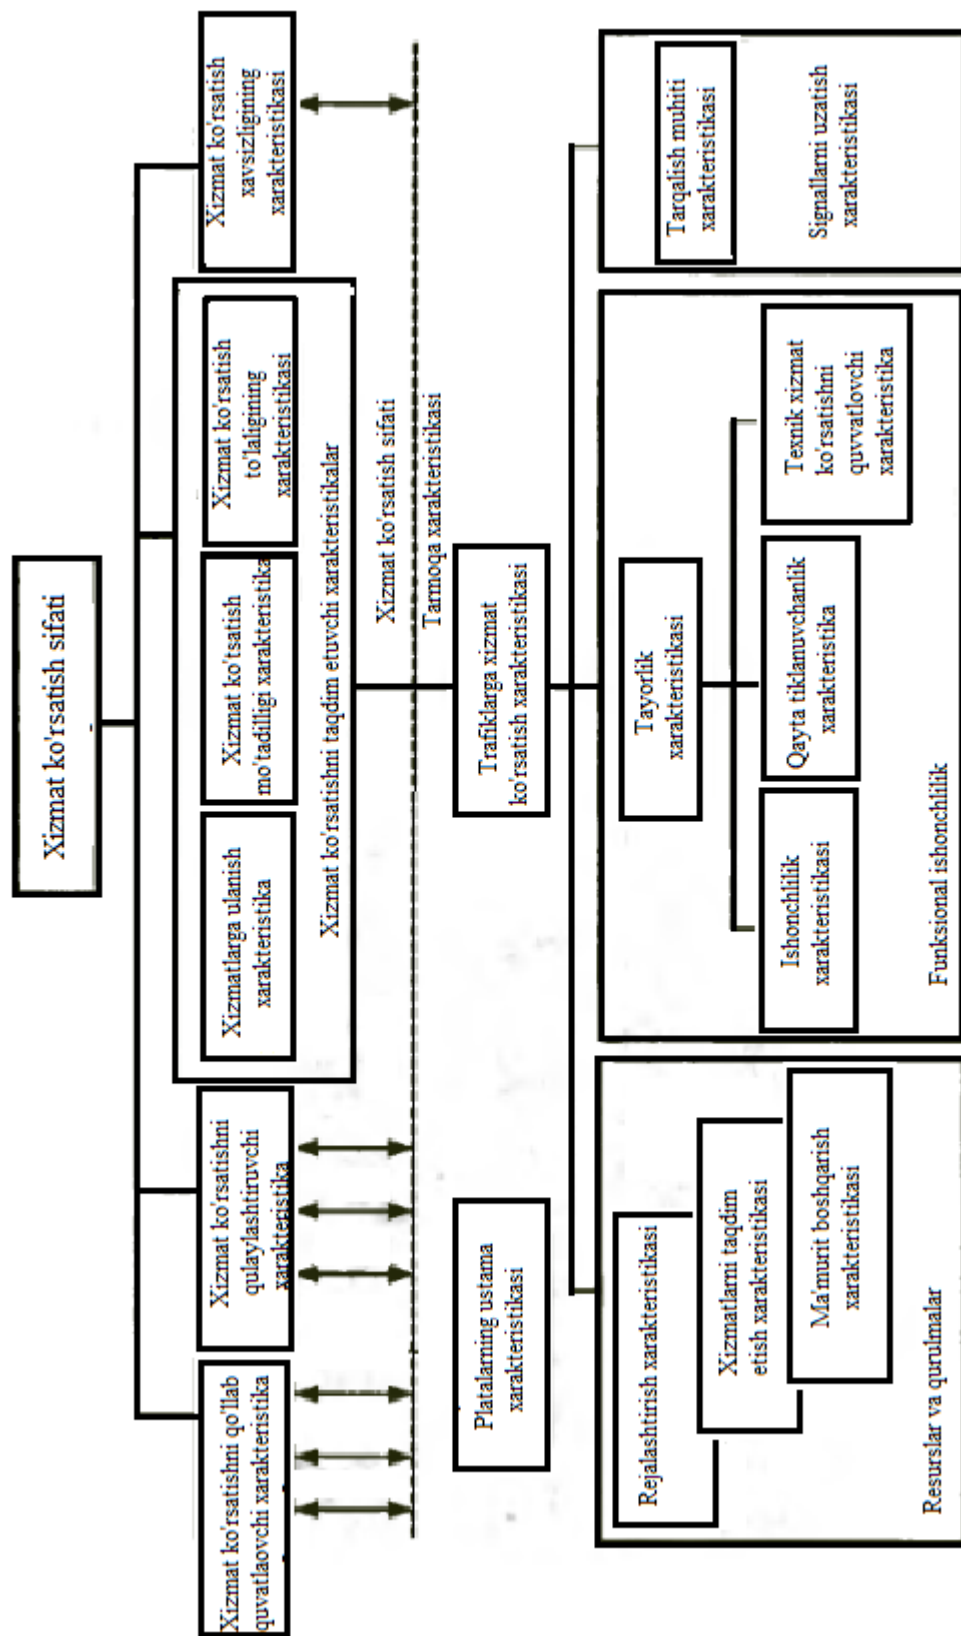 Xizmat ko'rsatish sifati
Xizmat ko'rsatishni qo'llab
quvatlaovchi xarakteristika
Xizmat ko'rsatishni
qulaylashtiruvchi
xarakteristika
Xizmatlarga ulanish
xarakteristika
Xizmat ko'tsatish
mo'tadilligi xarakteristika
Xizmat ko'rsatish
to'laligining
xarakteristikasi
Xizmat ko'rsatishni taqdim etuvchi xarakteristikalar
Xizmat ko'rsatish
xavsizligining
xarakteristikasi
Xizmat ko'rsatish sifati
Tarmoqa xarakteristikasi
Platalarning ustama
xarakteristikasi
Trafiklarga xizmat
ko'rsatish xarakteristikasi
Rejalashtirish xarakteristikasi
Xizmatlarni taqdim
etish xarakteristikasi
Ma'murit boshqarish
xarakteristikasi
Resurslar va qurulmalar
Tayorlik
xarakteristikasi
Ishonchlilik
xarakteristikasi
Qayta tiklanuvchanlik
xarakteristika
Texnik xizmat
ko'rsatishni
quvvatlovchi
xarakteristika
Funksional ishonchlilik
Tarqalish muhiti
xarakteristikasi
Signallarni uzatish
xarakteristikasi